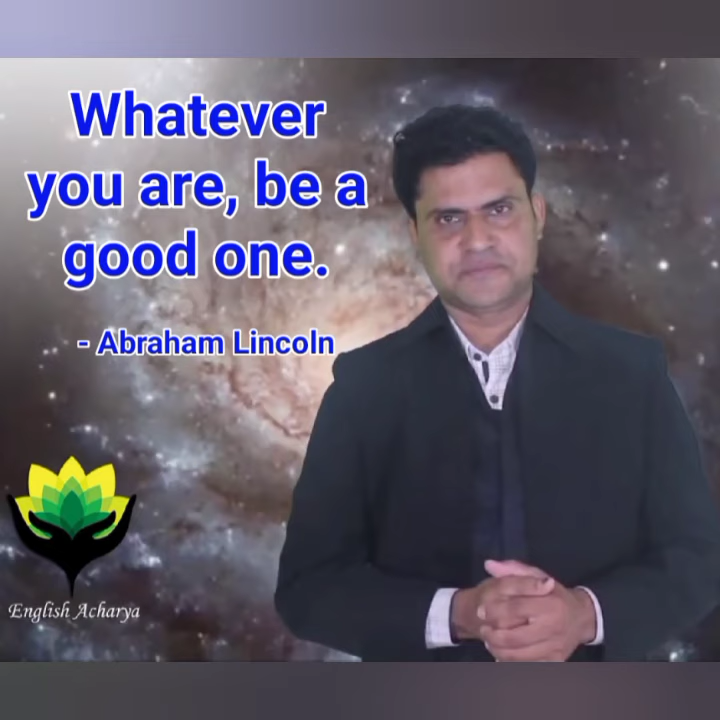 Whatever
you are, be a
good one.
- Abraham Lincoln
English Acharya